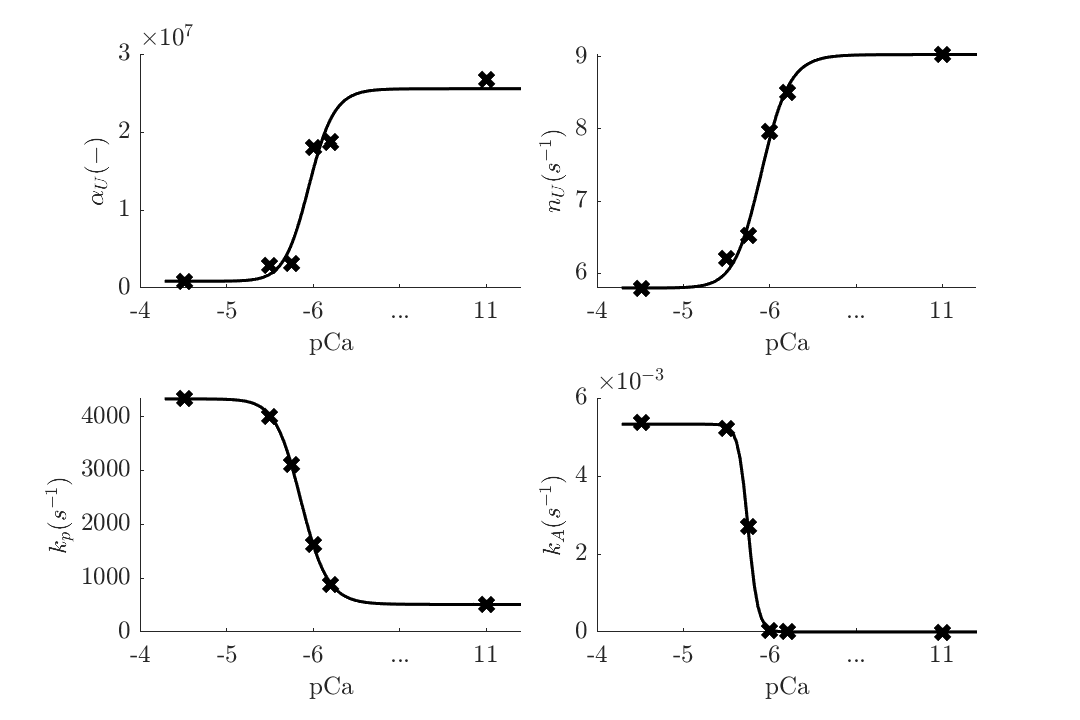 ×10⁷
3
2
1
0
α_U(−)
-4 -5 -6 ... 11
pCa
9
8
7
6
n_U(s⁻¹)
-4 -5 -6 ... 11
pCa
4000
3000
2000
1000
0
k_p(s⁻¹)
-4 -5 -6 ... 11
pCa
×10⁻³
6
4
2
0
k_A(s⁻¹)
-4 -5 -6 ... 11
pCa